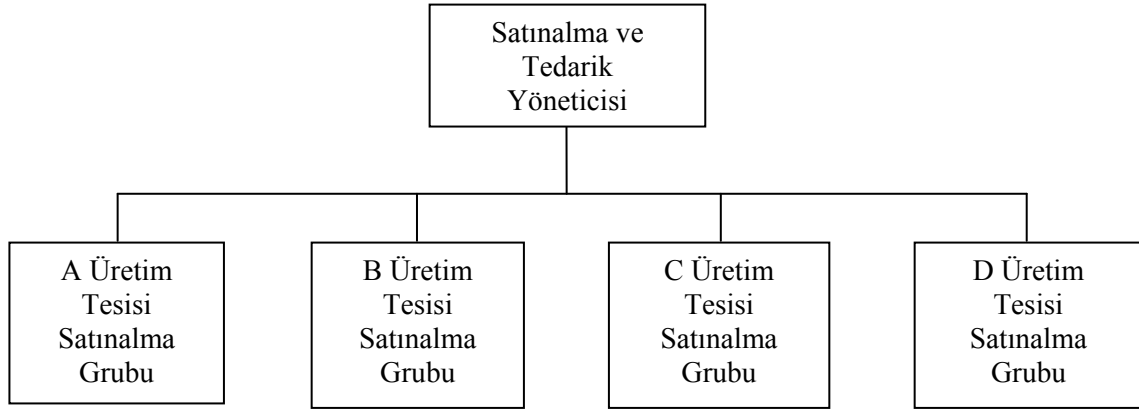 Satınalma ve
Tedarik
Yöneticisi
A Üretim
Tesisi
Satınalma
Grubu
B Üretim
Tesisi
Satınalma
Grubu
C Üretim
Tesisi
Satınalma
Grubu
D Üretim
Tesisi
Satınalma
Grubu